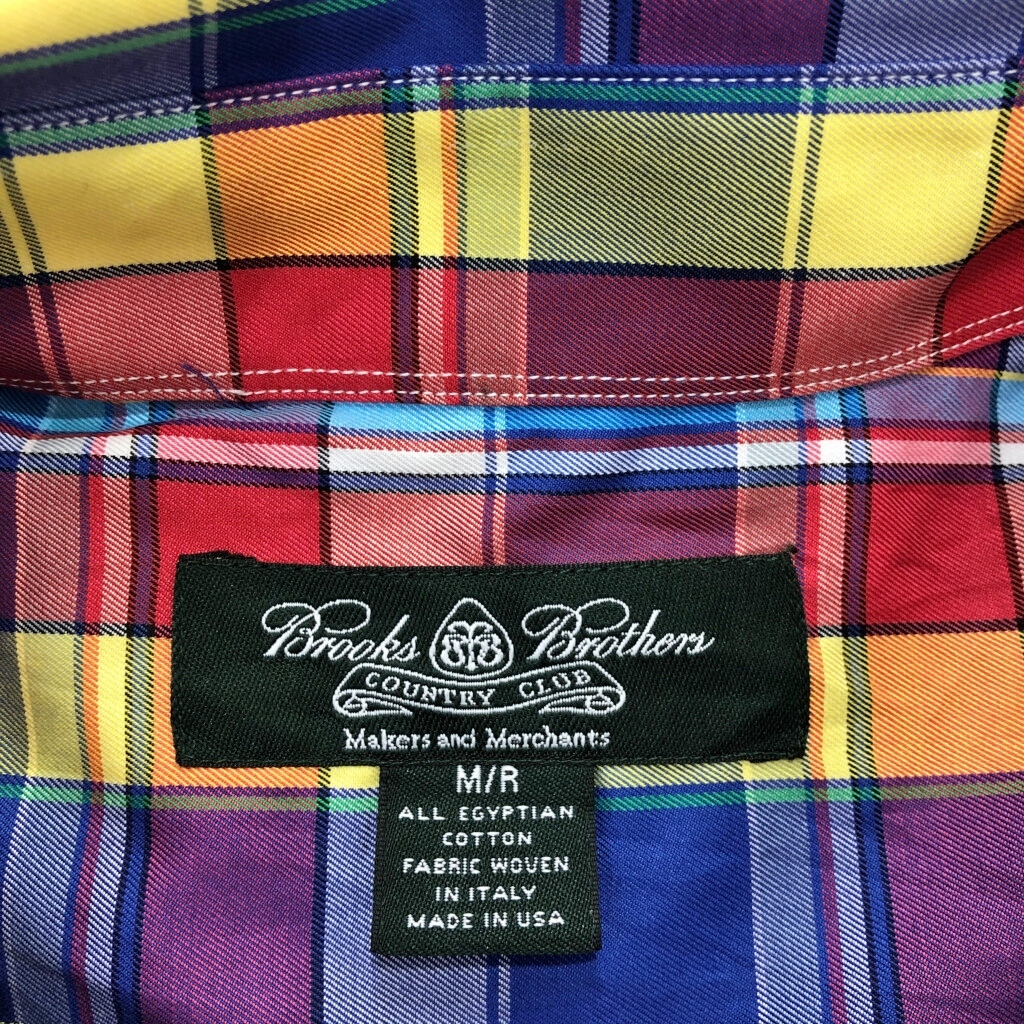 Brooks Brothers
COUNTRY CLUB
Makers and Merchants
M/R
ALL EGYPTIAN
COTTON
FABRIC WOVEN
IN ITALY
MADE IN USA